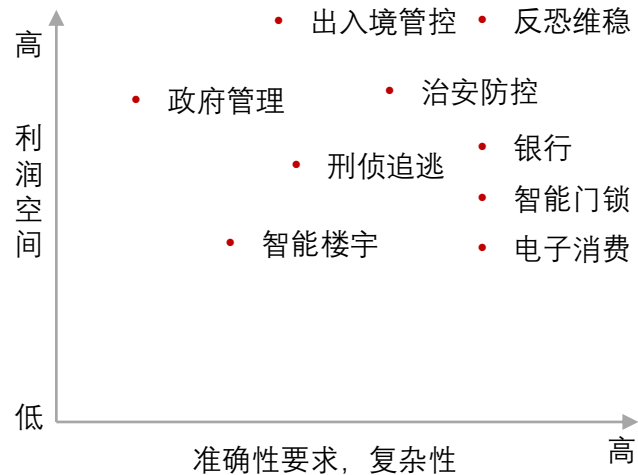 高
出入境管控
反恐维稳
政府管理
治安防控
利润空间
刑侦追逃
银行
智能门锁
智能楼宇
电子消费
低
准确性要求，复杂性
高